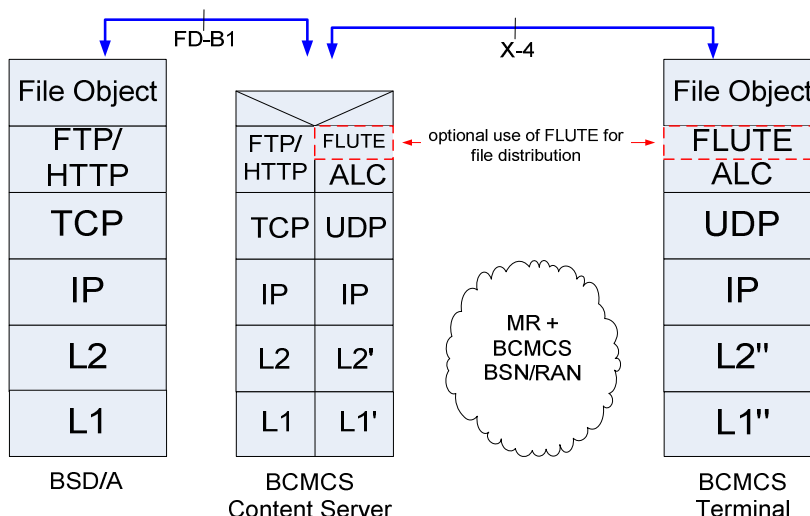 FD-B1
X-4
File Object
FTP/
HTTP
TCP
IP
L2
L1
BSD/A
FTP/
HTTP
TCP
IP
L2
L1
FLUTE
ALC
UDP
IP
L2'
L1'
BCMCS
Content Server
optional use of FLUTE for
file distribution
MR +
BCMCS
BSN/RAN
File Object
FLUTE
ALC
UDP
IP
L2"
L1"
BCMCS
Terminal